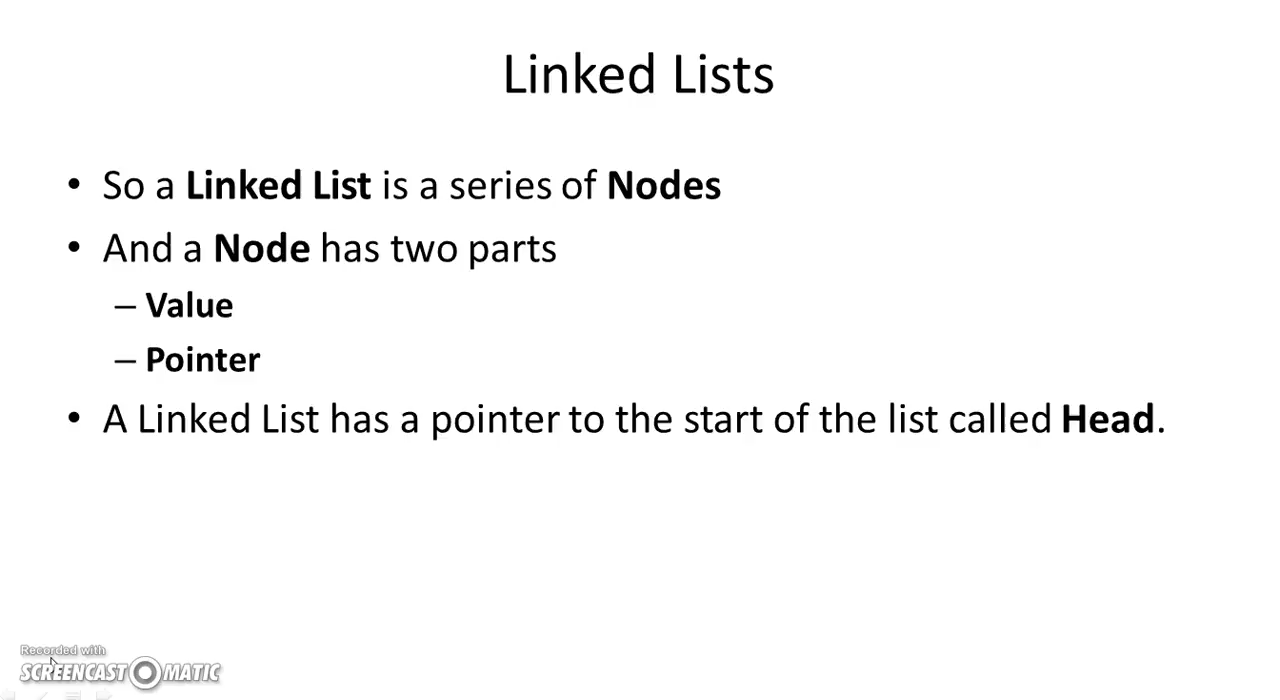 Linked Lists
• So a Linked List is a series of Nodes
• And a Node has two parts
– Value
– Pointer
• A Linked List has a pointer to the start of the list called Head.
Recorded with
SCREENCAST MATIC